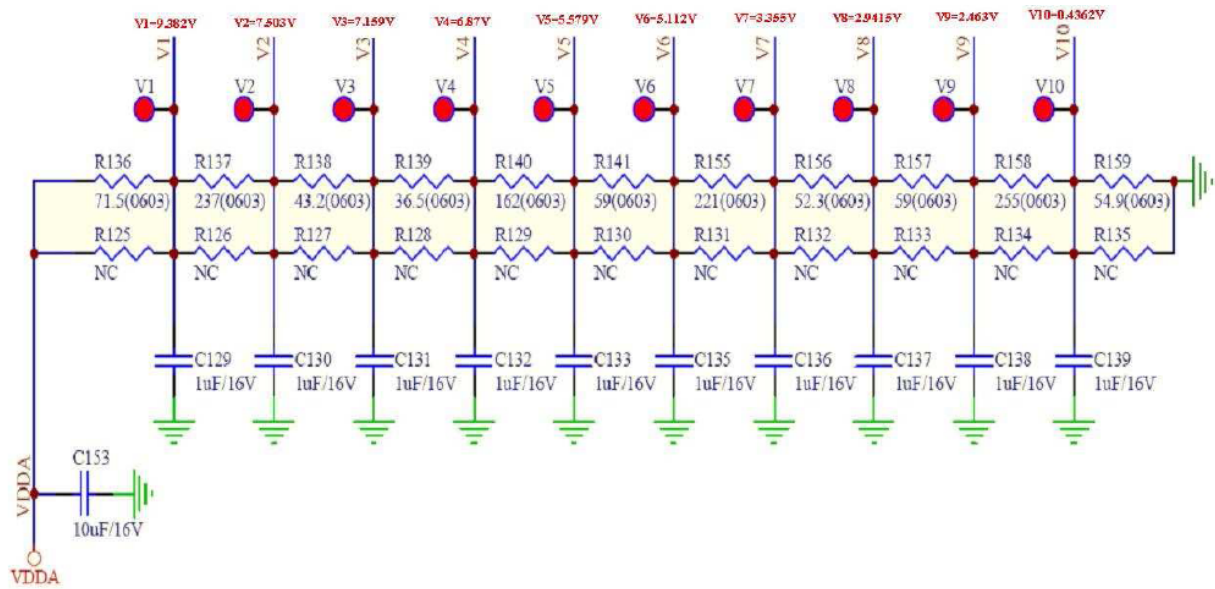 V1=9.382V V2=7.503V V3=7.159V V4=6.87V V5=5.579V V6=5.112V V7=3.355V V8=2.9415V V9=2.463V V10=0.4362V
V1 V2 V3 V4 V5 V6 V7 V8 V9 V10
V1 V2 V3 V4 V5 V6 V7 V8 V9 V10
R136 R137 R138 R139 R140 R141 R155 R156 R157 R158 R159
71.5(0603) 237(0603) 43.2(0603) 36.5(0603) 162(0603) 59(0603) 221(0603) 52.3(0603) 59(0603) 255(0603) 54.9(0603)
R125 R126 R127 R128 R129 R130 R131 R132 R133 R134 R135
NC NC NC NC NC NC NC NC NC NC NC
C129 C130 C131 C132 C133 C135 C136 C137 C138 C139
1uF/16V 1uF/16V 1uF/16V 1uF/16V 1uF/16V 1uF/16V 1uF/16V 1uF/16V 1uF/16V 1uF/16V
C153
VDDA
10uF/16V
VDDA